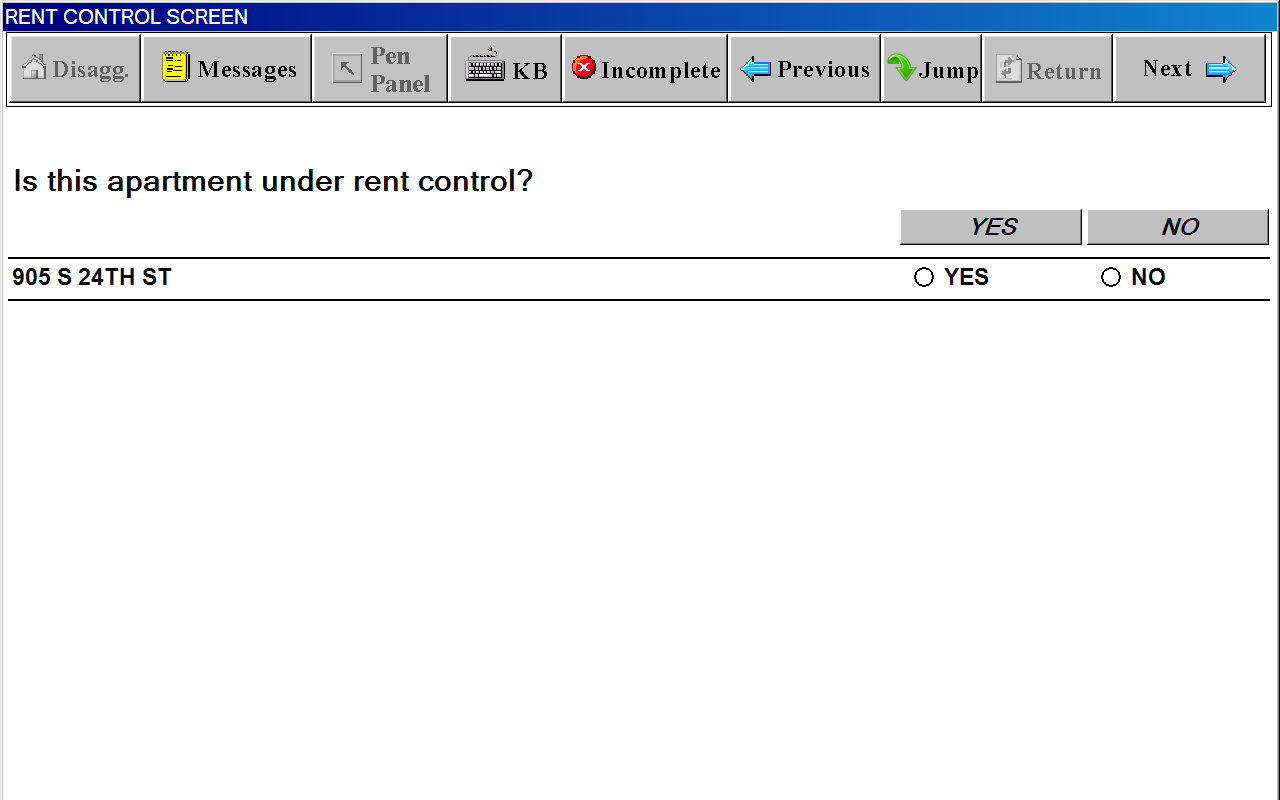 RENT CONTROL SCREEN
Disagg. Messages Pen Panel KB Incomplete Previous Jump Return Next
Is this apartment under rent control?
YES NO
905 S 24TH ST YES NO